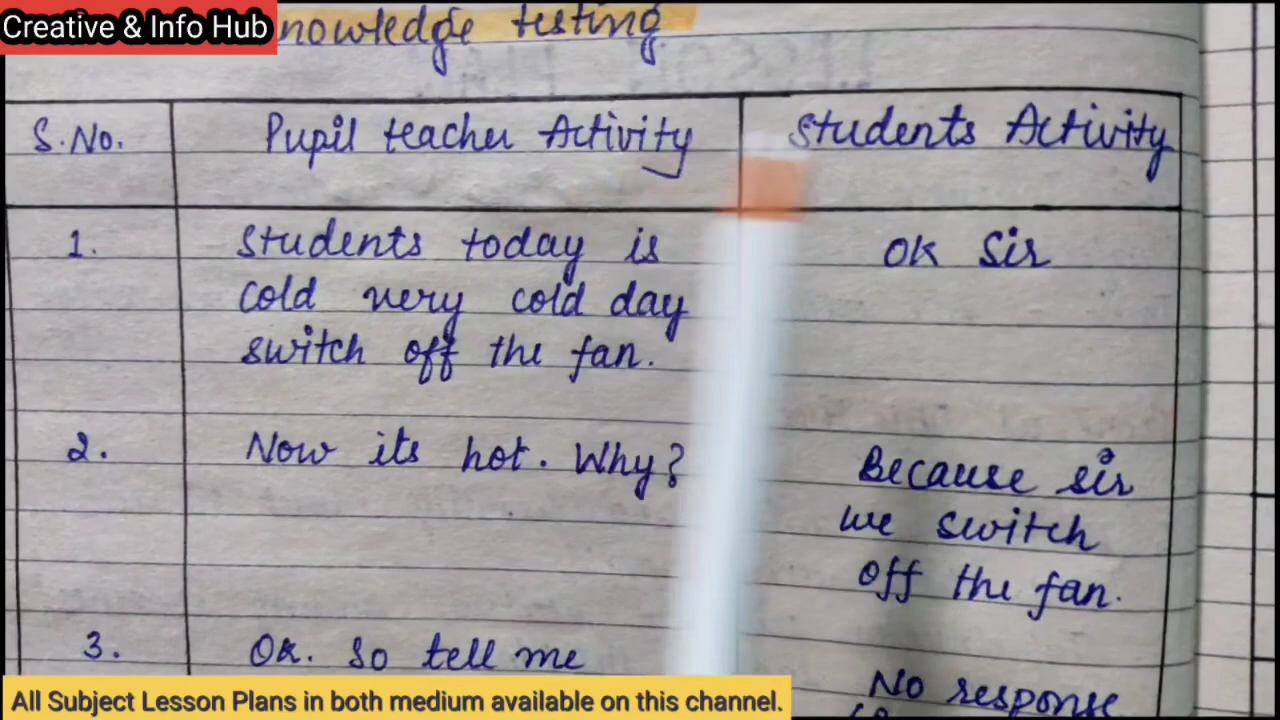 Creative & Info Hub
nowledge testing
S.No. Pupil teacher Activity Students Activity
1. Students today is OK Sir
cold very cold day
switch off the fan.
2. Now its hot. Why? Because sir
we switch
off the fan.
3. Ok. So tell me
No response
All Subject Lesson Plans in both medium available on this channel.